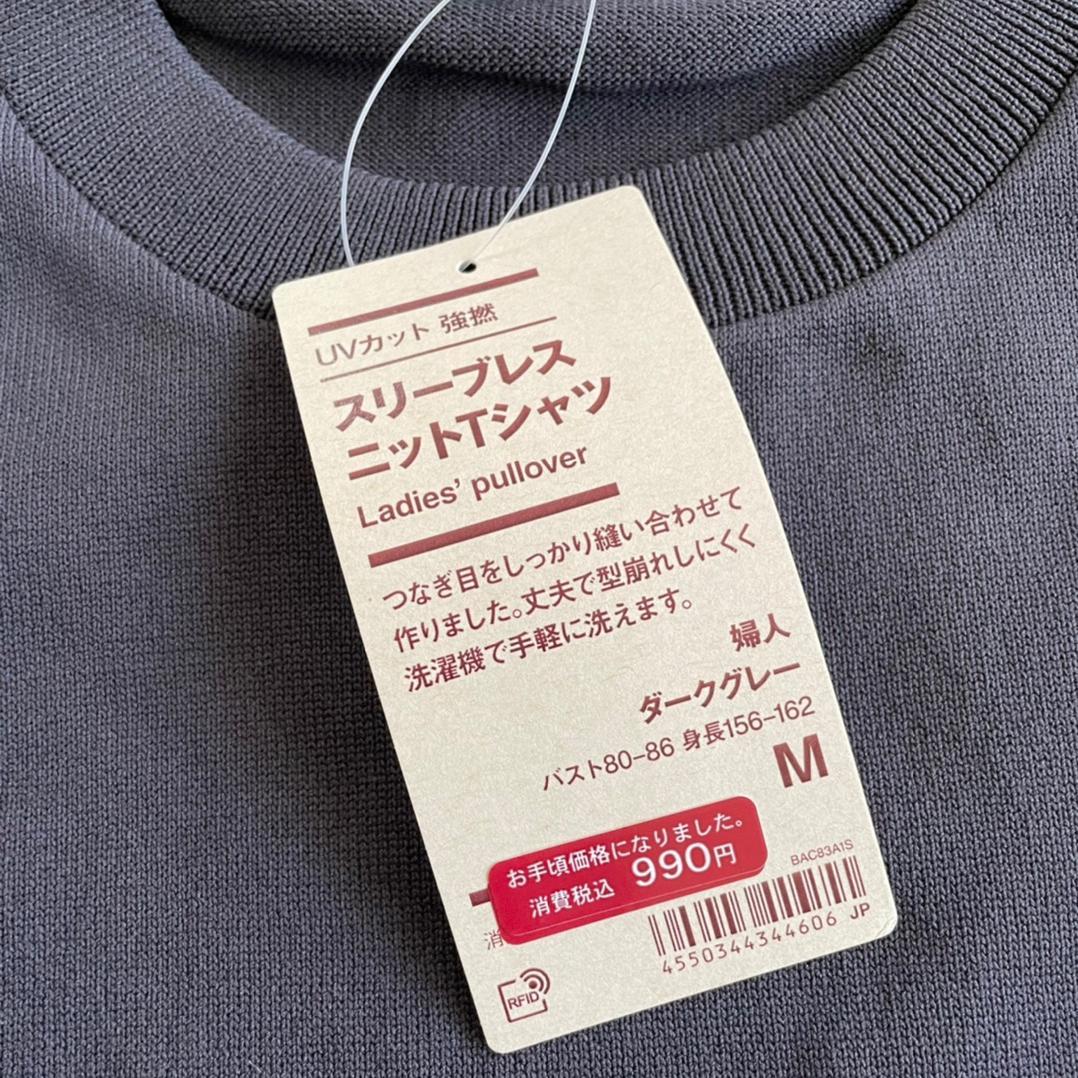 UVカット 強撚
スリーブレス
ニットTシャツ
Ladies’ pullover
つなぎ目をしっかり縫い合わせて
作りました。丈夫で型崩れしにくく
洗濯機で手軽に洗えます。
婦人
ダークグレー
バスト80–86 身長156–162
M
お手頃価格になりました。
消費税込 990円
消
BAC83A1S
4550344344606 JP
RFID